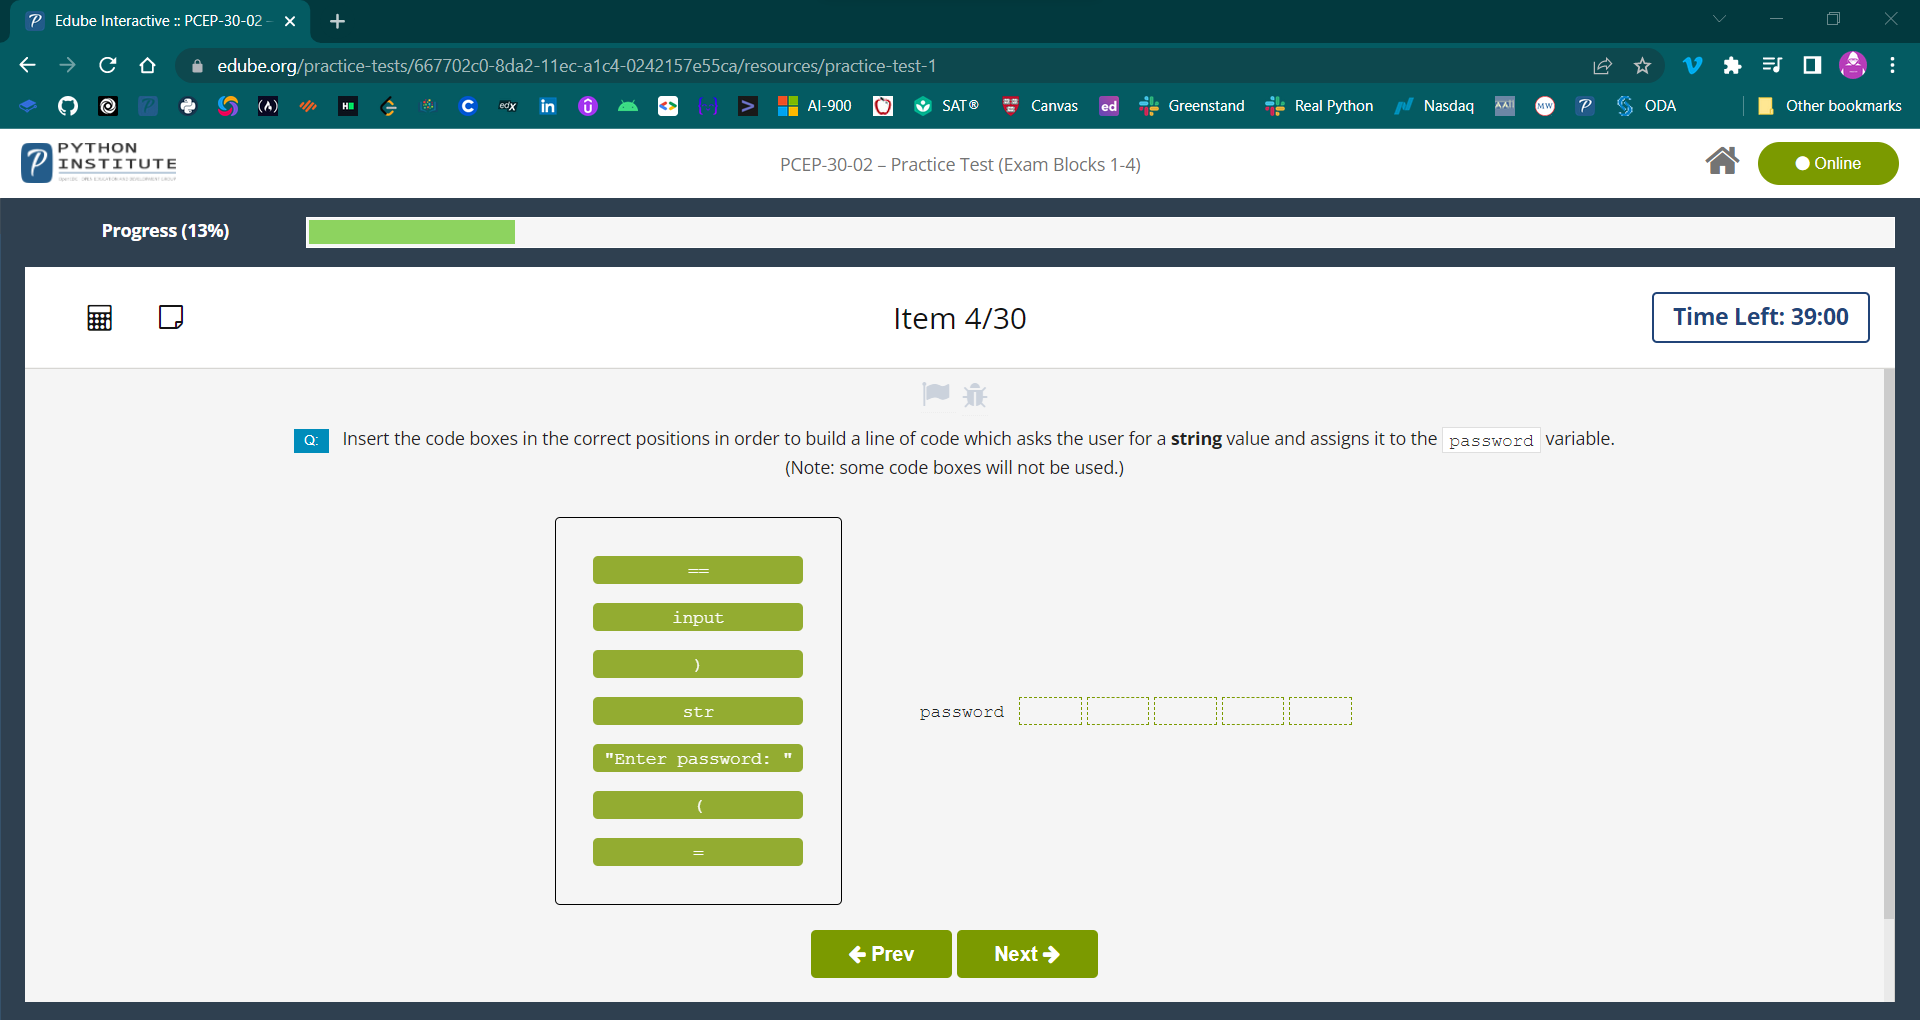 Edube Interactive :: PCEP-30-02 –
edube.org/practice-tests/667702c0-8da2-11ec-a1c4-0242157e55ca/resources/practice-test-1
AI-900
SAT®
Canvas
ed
Greenstand
Real Python
Nasdaq
ODA
Other bookmarks
PYTHON
INSTITUTE
PCEP-30-02 – Practice Test (Exam Blocks 1-4)
Online
Progress (13%)
Item 4/30
Time Left: 39:00
Q: Insert the code boxes in the correct positions in order to build a line of code which asks the user for a string value and assigns it to the password variable.
(Note: some code boxes will not be used.)
==
input
)
str
password
"Enter password: "
(
=
Prev
Next